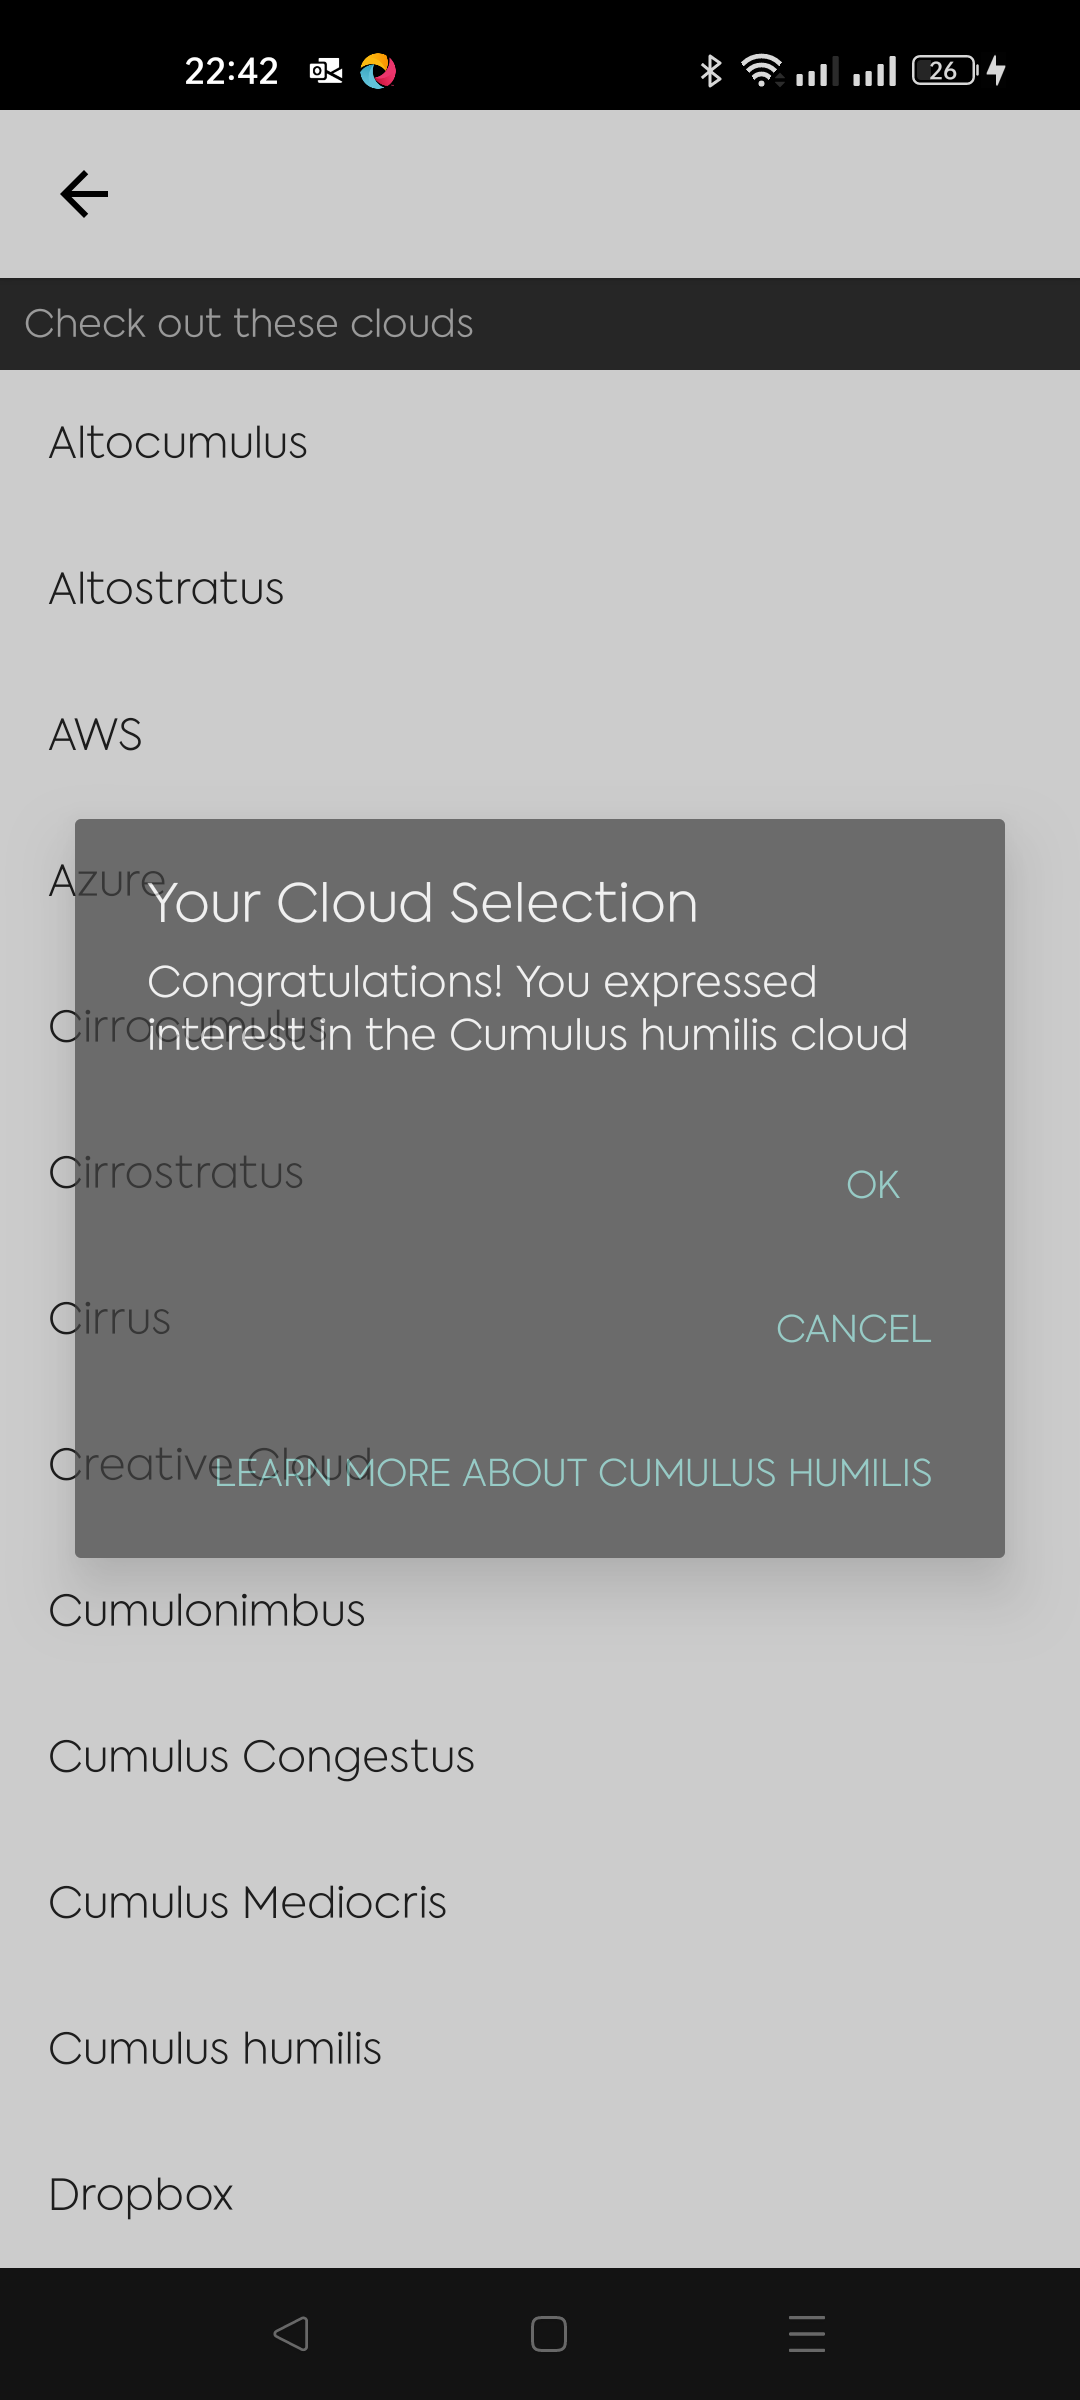 22:42
26
Check out these clouds
Altocumulus
Altostratus
AWS
Azure
Your Cloud Selection
Congratulations! You expressed
Cirrocumulus
interest in the Cumulus humilis cloud
Cirrostratus
OK
Cirrus
CANCEL
Creative Cloud
LEARN MORE ABOUT CUMULUS HUMILIS
Cumulonimbus
Cumulus Congestus
Cumulus Mediocris
Cumulus humilis
Dropbox